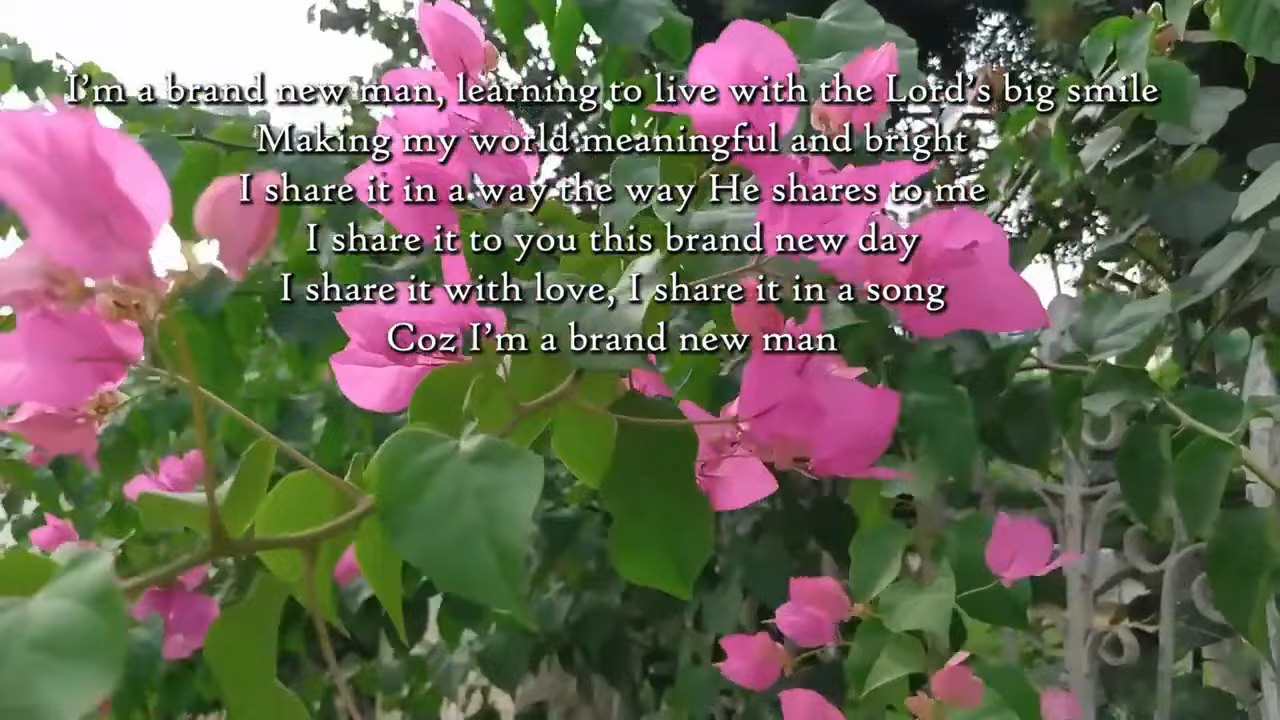 I'm a brand new man, learning to live with the Lord's big smile
Making my world meaningful and bright
I share it in a way the way He shares to me
I share it to you this brand new day
I share it with love, I share it in a song
Coz I'm a brand new man